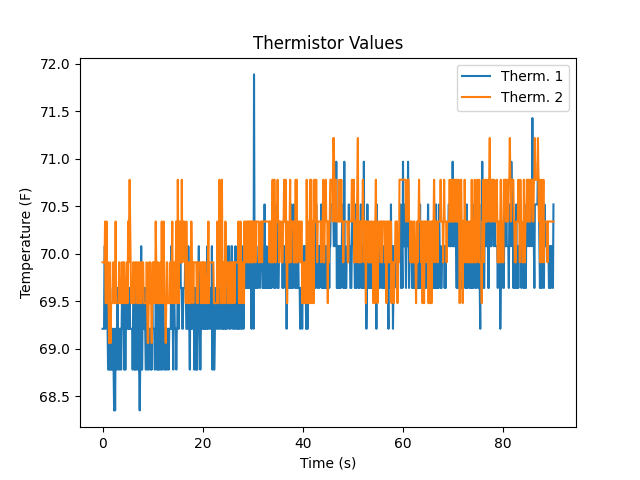 Thermistor Values
Therm. 1
Therm. 2
72.0
71.5
71.0
70.5
70.0
69.5
69.0
68.5
Temperature (F)
0 20 40 60 80
Time (s)